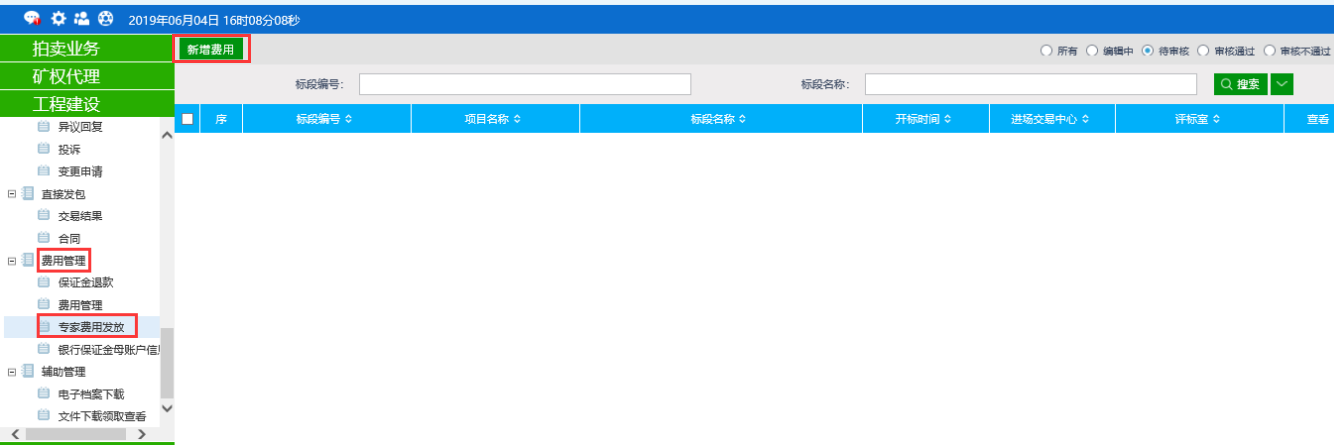 2019年06月04日 16时08分08秒
拍卖业务
矿权代理
工程建设
异议回复
投诉
变更申请
直接发包
交易结果
合同
费用管理
保证金退款
费用管理
专家费用发放
银行保证金母账户信
辅助管理
电子档案下载
文件下载领取查看
新增费用
所有 编辑中 待审核 审核通过 审核不通过
标段编号： 标段名称： 搜索
序 标段编号 项目名称 标段名称 开标时间 进场交易中心 评标室 查看